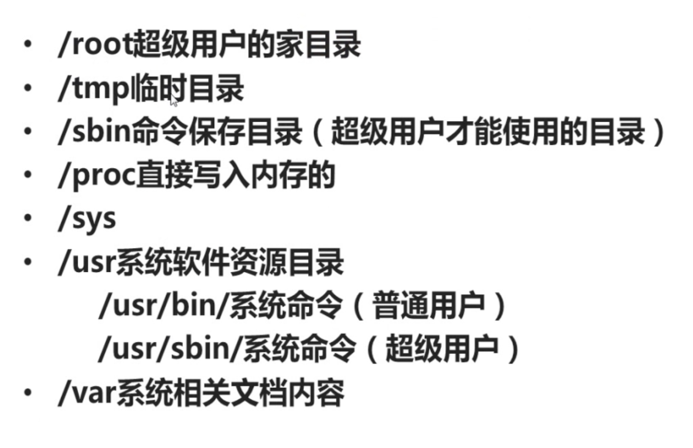 • /root超级用户的家目录
• /tmp临时目录
• /sbin命令保存目录（超级用户才能使用的目录）
• /proc直接写入内存的
• /sys
• /usr系统软件资源目录
/usr/bin/系统命令（普通用户）
/usr/sbin/系统命令（超级用户）
• /var系统相关文档内容